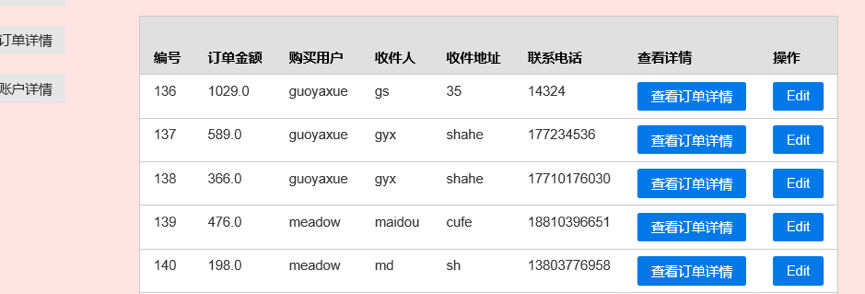 订单详情
账户详情
编号 订单金额 购买用户 收件人 收件地址 联系电话 查看详情 操作
136 1029.0 guoyaxue gs 35 14324 查看订单详情 Edit
137 589.0 guoyaxue gyx shahe 177234536 查看订单详情 Edit
138 366.0 guoyaxue gyx shahe 17710176030 查看订单详情 Edit
139 476.0 meadow maidou cufe 18810396651 查看订单详情 Edit
140 198.0 meadow md sh 13803776958 查看订单详情 Edit